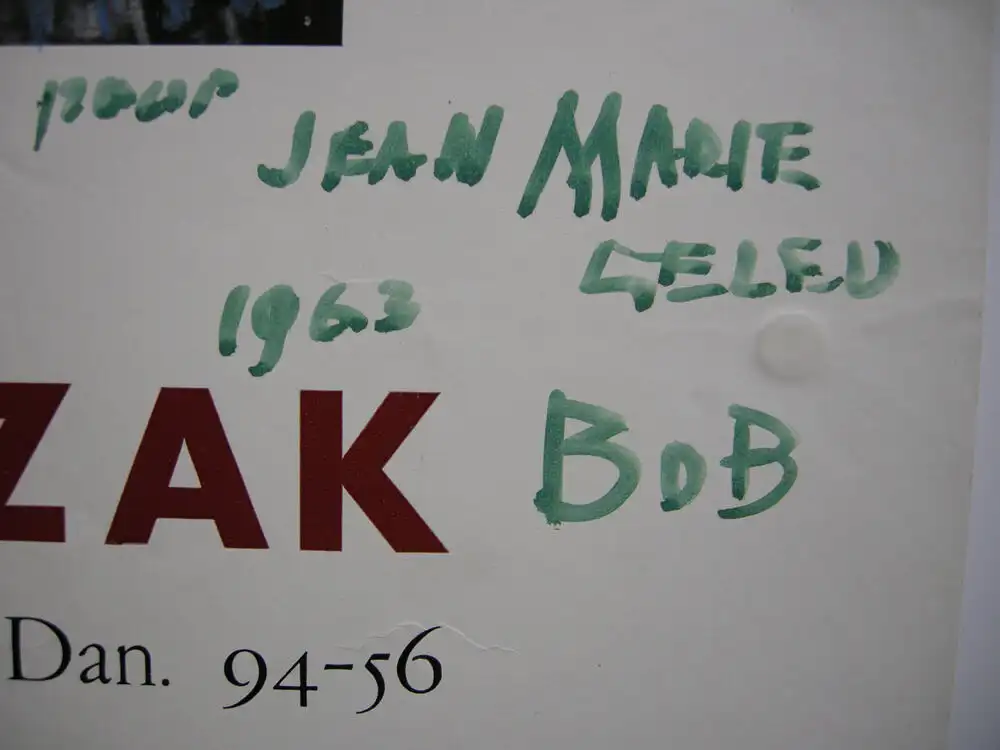 pour
JEAN MARIE
GELEU
1963
ZAK
BOB
Dan. 94-56